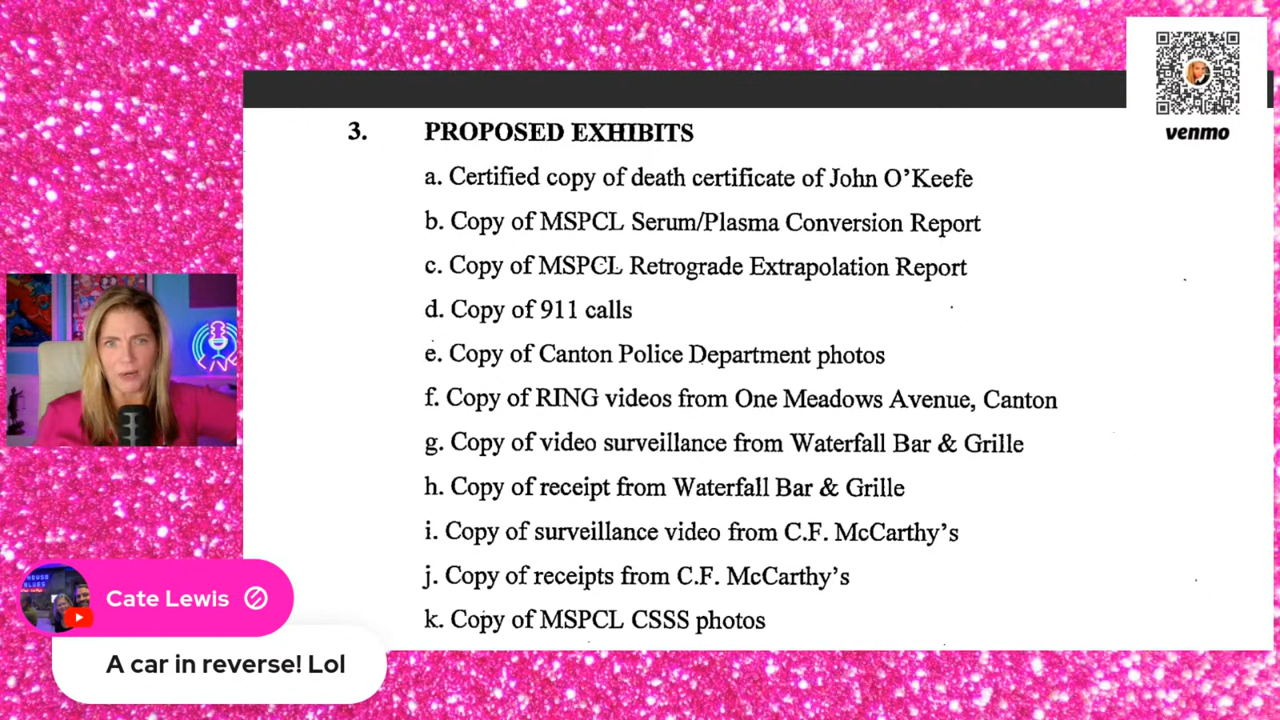 venmo
3. PROPOSED EXHIBITS
a. Certified copy of death certificate of John O’Keefe
b. Copy of MSPCL Serum/Plasma Conversion Report
c. Copy of MSPCL Retrograde Extrapolation Report
d. Copy of 911 calls
e. Copy of Canton Police Department photos
f. Copy of RING videos from One Meadows Avenue, Canton
g. Copy of video surveillance from Waterfall Bar & Grille
h. Copy of receipt from Waterfall Bar & Grille
i. Copy of surveillance video from C.F. McCarthy’s
j. Copy of receipts from C.F. McCarthy’s
k. Copy of MSPCL CSSS photos
Cate Lewis
A car in reverse! Lol